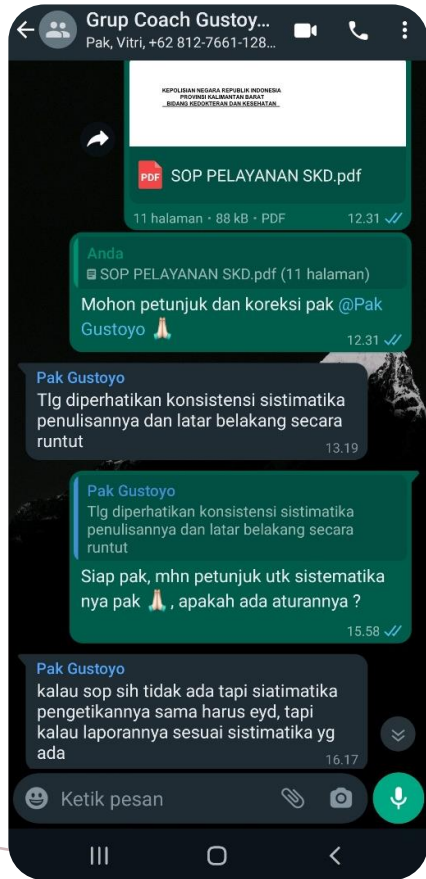 Grup Coach Gustoy...
Pak, Vitri, +62 812-7661-128...
KEPOLISIAN NEGARA REPUBLIK INDONESIA
PROVINSI KALIMANTAN BARAT
BIDANG KEDOKTERAN DAN KESEHATAN
PDF SOP PELAYANAN SKD.pdf
11 halaman • 88 kB • PDF 12.31
Anda
SOP PELAYANAN SKD.pdf (11 halaman)
Mohon petunjuk dan koreksi pak @Pak
Gustoyo 🙏🏻
12.31
Pak Gustoyo
Tlg diperhatikan konsistensi sistimatika
penulisannya dan latar belakang secara
runtut
13.19
Pak Gustoyo
Tlg diperhatikan konsistensi sistimatika
penulisannya dan latar belakang secara
runtut
Siap pak, mhn petunjuk utk sistematika
nya pak 🙏🏻 , apakah ada aturannya ?
15.58
Pak Gustoyo
kalau sop sih tidak ada tapi siatimatika
pengetikannya sama harus eyd, tapi
kalau laporannya sesuai sistimatika yg
ada
16.17
Ketik pesan